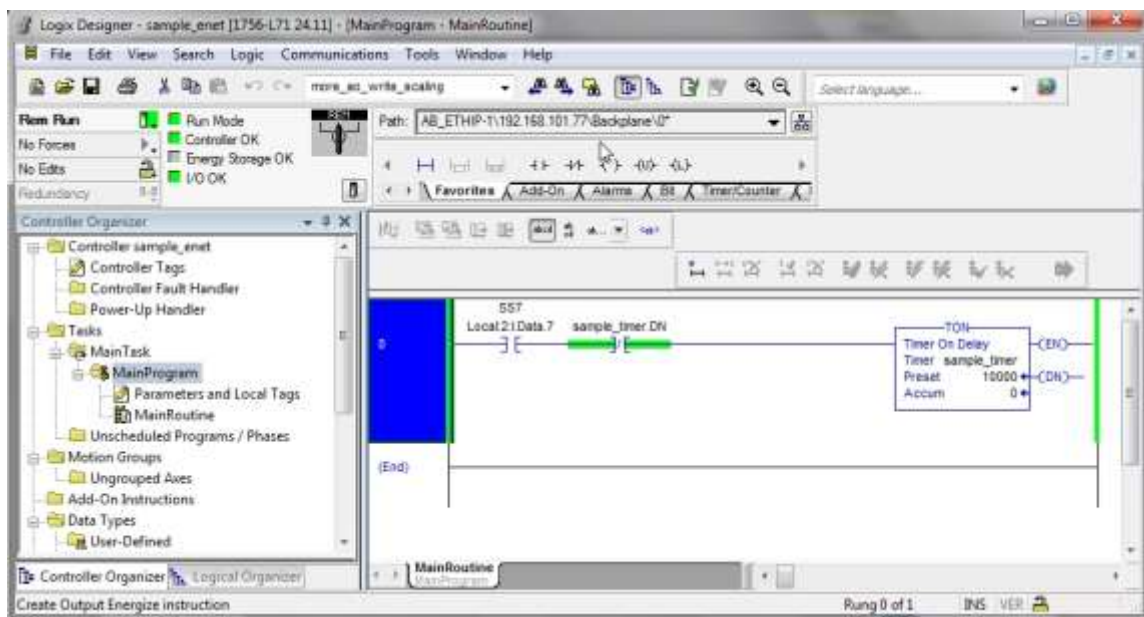 Logix Designer - sample_enet [1756-L71 24.11] - [MainProgram - MainRoutine]
File Edit View Search Logic Communications Tools Window Help
more_ao_write_scaling
Select language...
Rem Run
Run Mode
No Forces
Controller OK
Energy Storage OK
No Edits
I/O OK
Redundancy
REM
Path: AB_ETHIP-1\192.168.101.77\Backplane\0*
Favorites Add-On Alarms Bit Timer/Counter
Controller Organizer
Controller sample_enet
Controller Tags
Controller Fault Handler
Power-Up Handler
Tasks
MainTask
MainProgram
Parameters and Local Tags
MainRoutine
Unscheduled Programs / Phases
Motion Groups
Ungrouped Axes
Add-On Instructions
Data Types
User-Defined
Controller Organizer Logical Organizer
0
SS7
Local:2:I.Data.7 sample_timer.DN
TON
Timer On Delay
Timer sample_timer
Preset 10000
Accum 0
(EN)
(DN)
(End)
MainRoutine
MainProgram
Create Output Energize instruction
Rung 0 of 1 INS VER